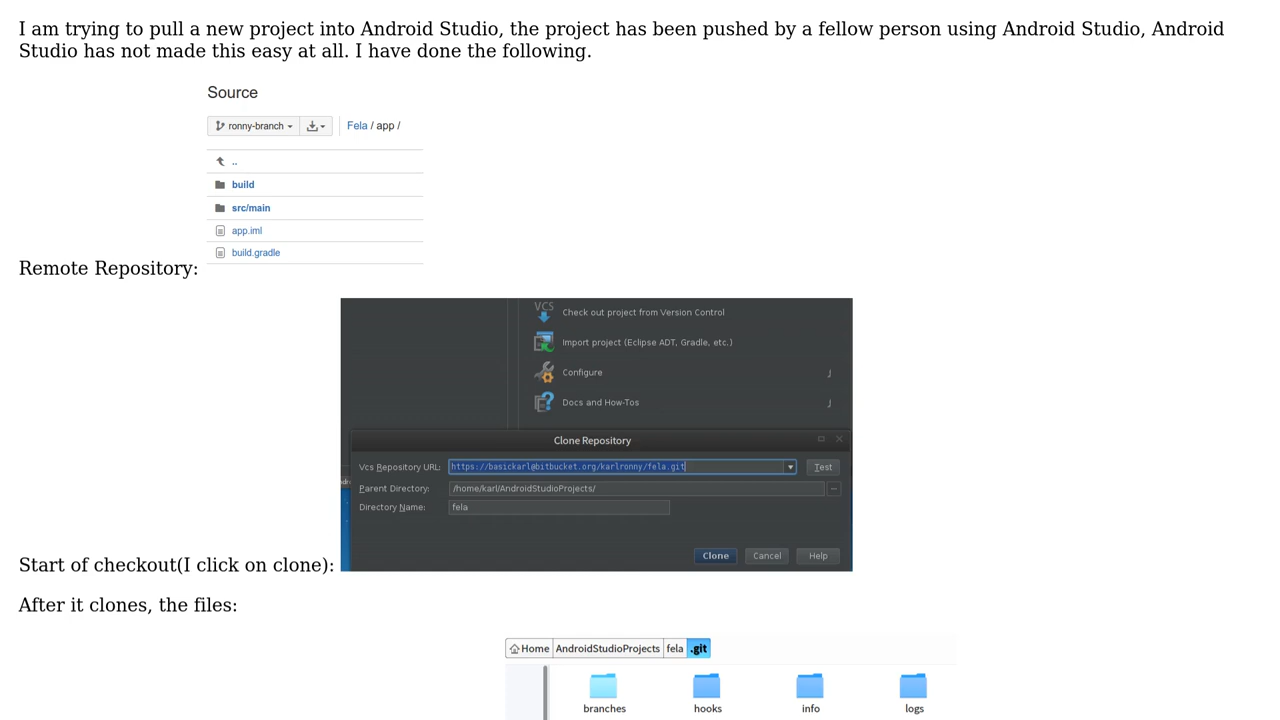 I am trying to pull a new project into Android Studio, the project has been pushed by a fellow person using Android Studio, Android
Studio has not made this easy at all. I have done the following.
Source
ronny-branch
Fela / app /
..
build
src/main
app.iml
build.gradle
Remote Repository:
VCS
Check out project from Version Control
Import project (Eclipse ADT, Gradle, etc.)
Configure
Docs and How-Tos
Clone Repository
Vcs Repository URL: https://basickarl@bitbucket.org/karlronny/fela.git Test
Parent Directory: /home/karl/AndroidStudioProjects/ ...
Directory Name: fela
Clone Cancel Help
Start of checkout(I click on clone):
After it clones, the files:
Home AndroidStudioProjects fela .git
branches hooks info logs